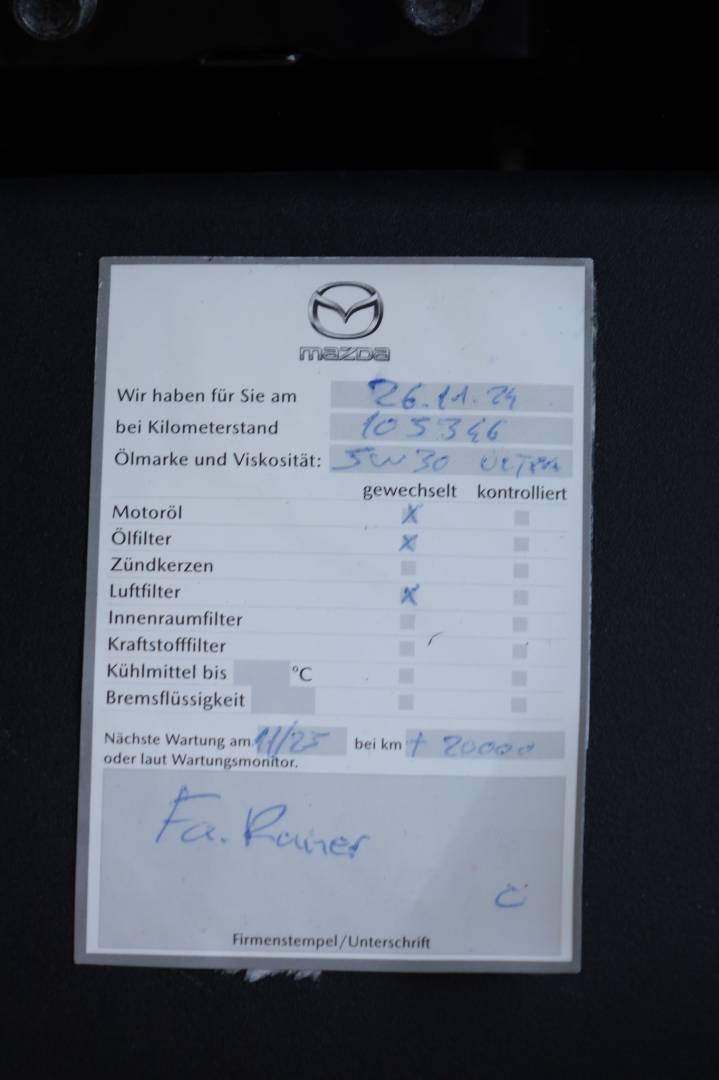 mazda
Wir haben für Sie am 26.11.24
bei Kilometerstand 105346
Ölmarke und Viskosität: 5W30 ULTRA
gewechselt kontrolliert
Motoröl X
Ölfilter X
Zündkerzen
Luftfilter X
Innenraumfilter
Kraftstofffilter
Kühlmittel bis °C
Bremsflüssigkeit
Nächste Wartung am 11/25 bei km + 20000
oder laut Wartungsmonitor.
Fa. Rainer
Firmenstempel/Unterschrift